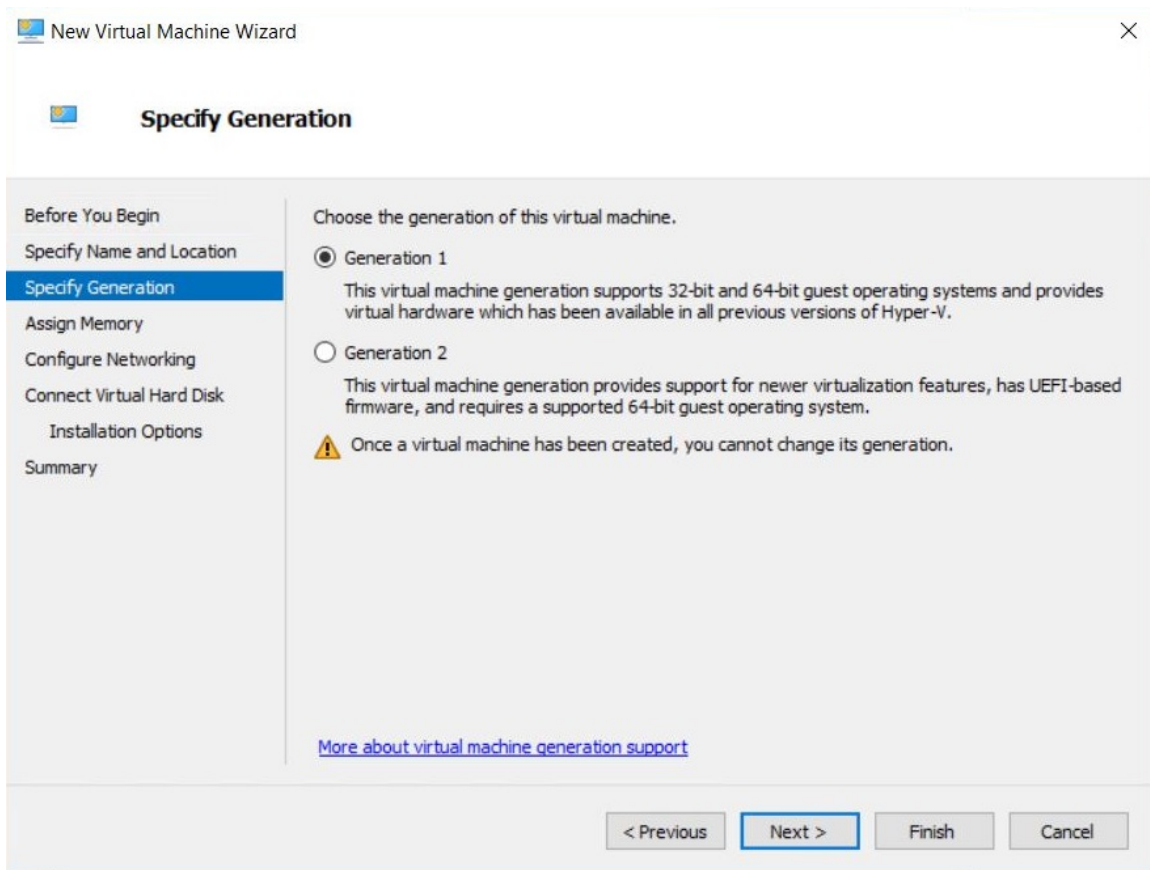 New Virtual Machine Wizard
Specify Generation
Before You Begin
Specify Name and Location
Specify Generation
Assign Memory
Configure Networking
Connect Virtual Hard Disk
Installation Options
Summary
Choose the generation of this virtual machine.
Generation 1
This virtual machine generation supports 32-bit and 64-bit guest operating systems and provides
virtual hardware which has been available in all previous versions of Hyper-V.
Generation 2
This virtual machine generation provides support for newer virtualization features, has UEFI-based
firmware, and requires a supported 64-bit guest operating system.
Once a virtual machine has been created, you cannot change its generation.
More about virtual machine generation support
< Previous
Next >
Finish
Cancel